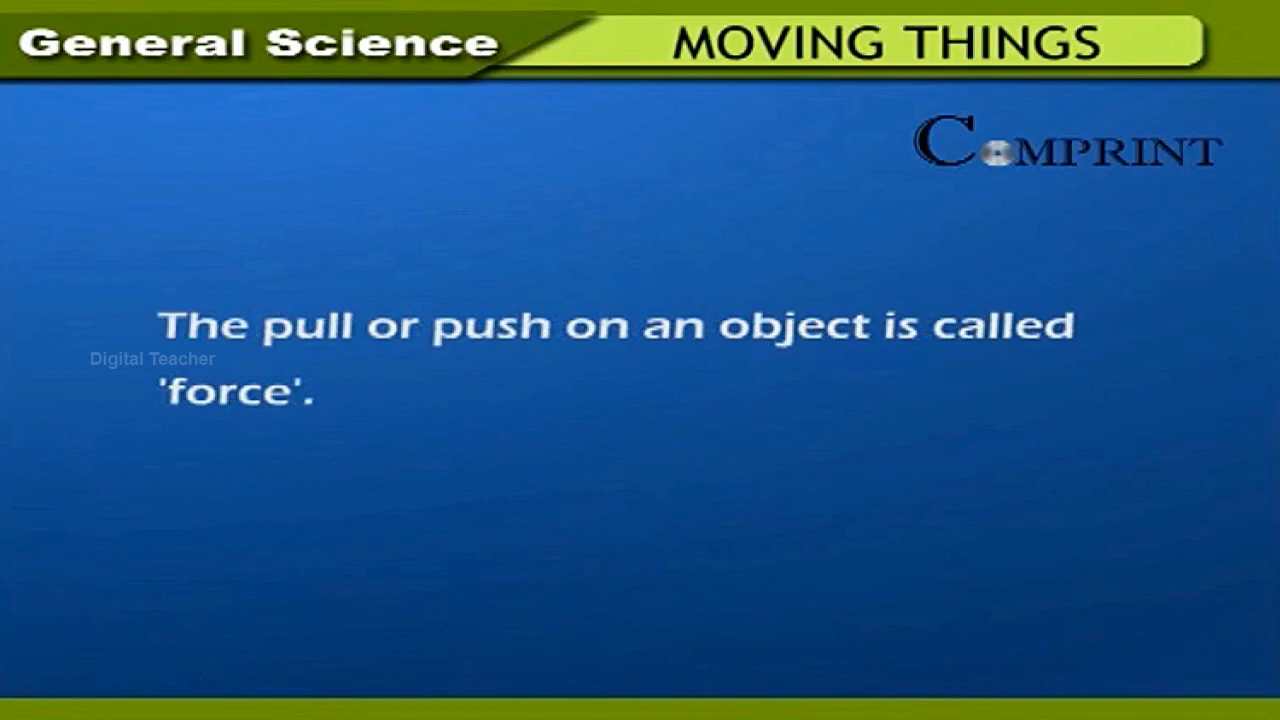 General Science
MOVING THINGS
COMPRINT
The pull or push on an object is called
Digital Teacher
'force'.